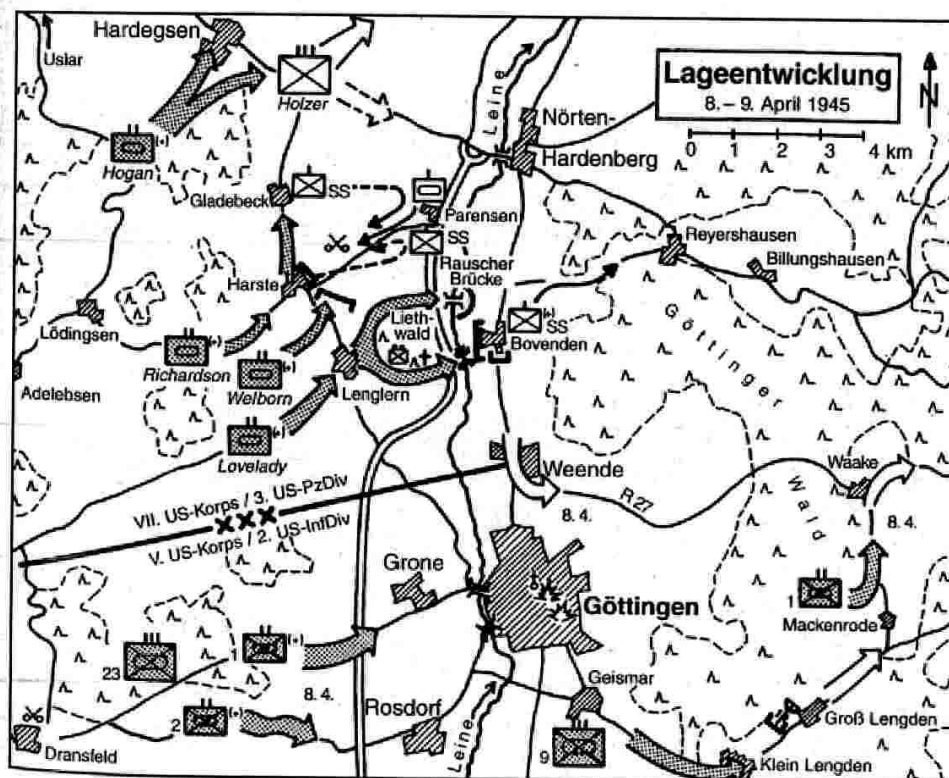 Hardegsen
Uslar
Holzer
Leine
Lageentwicklung
8. – 9. April 1945
N
0 1 2 3 4 km
Nörten-
Hardenberg
Hogan
SS
Gladebeck
Parensen
SS
Reyershausen
Billungshausen
Rauscher
Brücke
Harste
Lödingsen
Lieth-
wald
SS
Bovenden
Göttinger
Wald
Richardson
Welborn
Adelebsen
Lenglern
Lovelady
Weende
Waake
R 27
8. 4.
8. 4.
VII. US-Korps / 3. US-PzDiv
V. US-Korps / 2. US-InfDiv
Grone
Göttingen
1
Mackenrode
23
8. 4.
Geismar
2
Rosdorf
Leine
9
Groß Lengden
Dransfeld
Klein Lengden